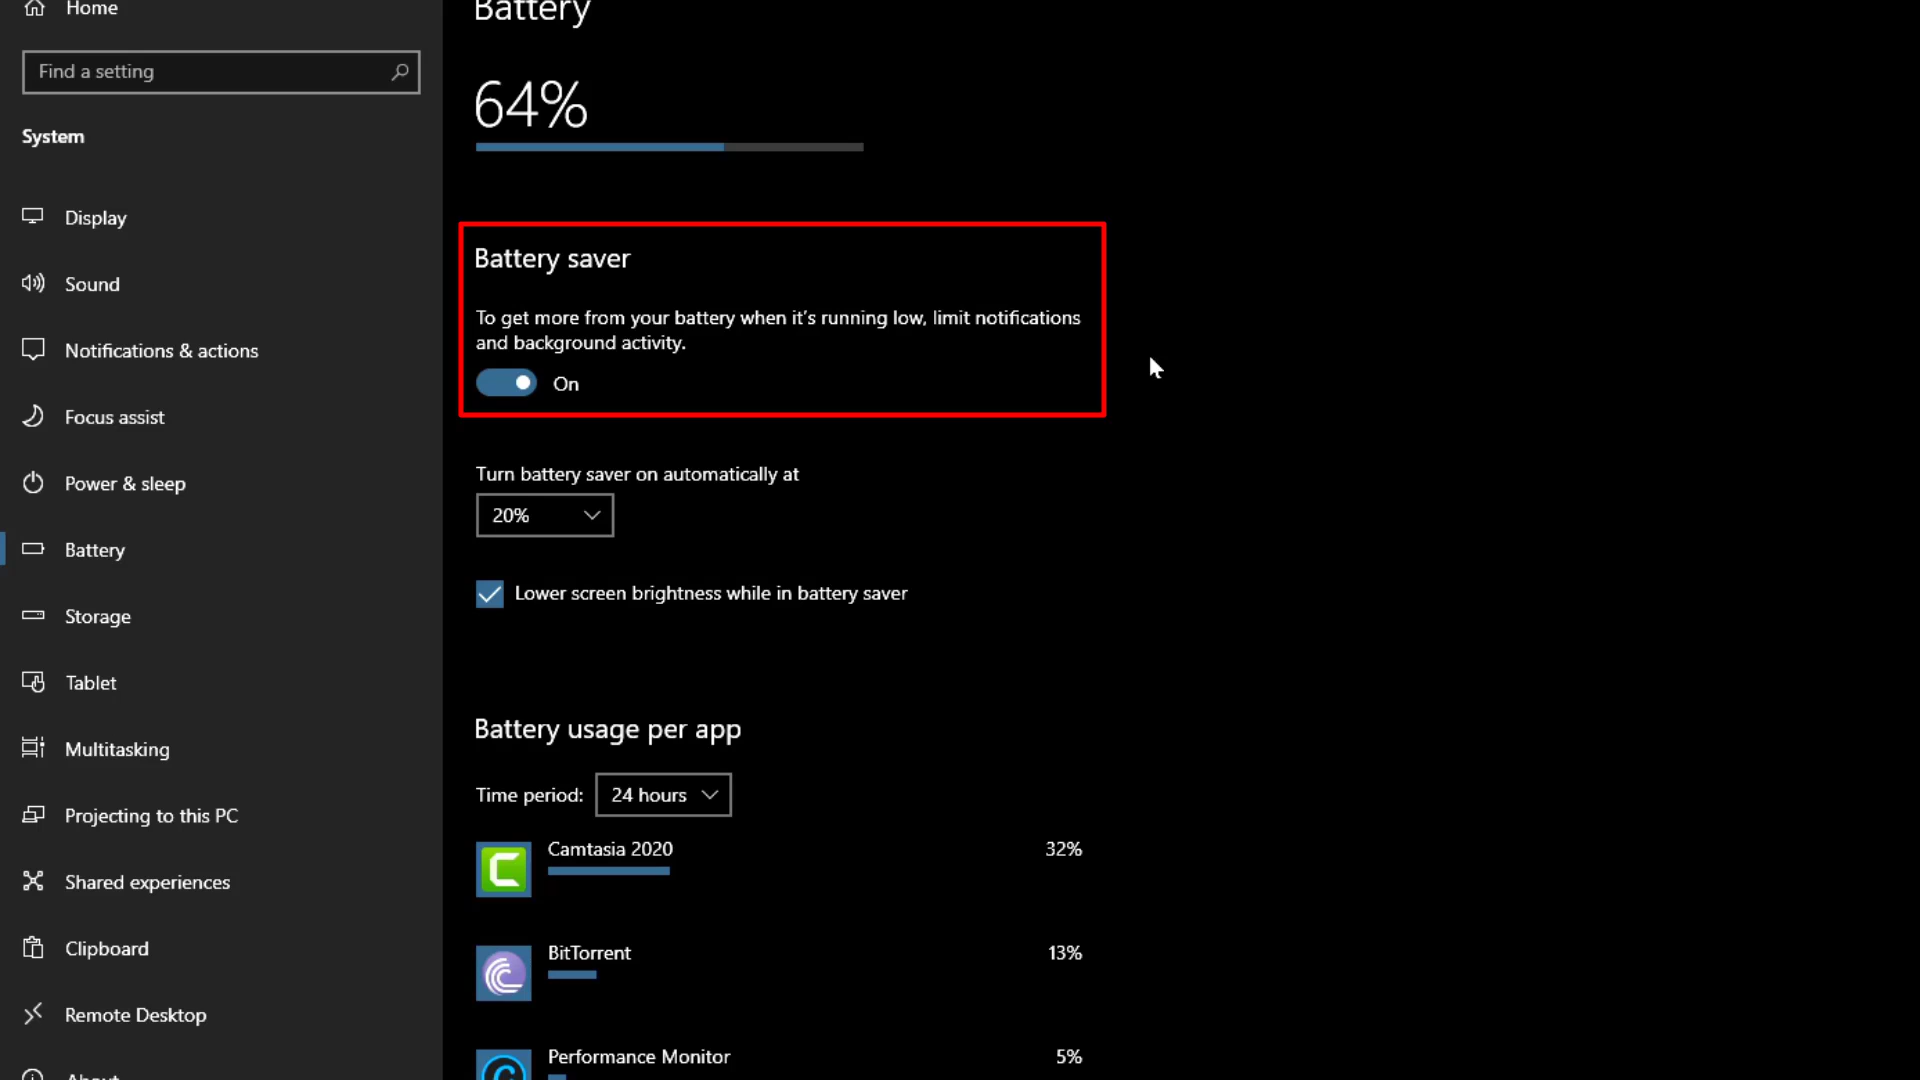 Home
Find a setting
System
Display
Sound
Notifications & actions
Focus assist
Power & sleep
Battery
Storage
Tablet
Multitasking
Projecting to this PC
Shared experiences
Clipboard
Remote Desktop
About
Battery
64%
Battery saver
To get more from your battery when it's running low, limit notifications
and background activity.
On
Turn battery saver on automatically at
20%
Lower screen brightness while in battery saver
Battery usage per app
Time period: 24 hours
Camtasia 2020 32%
BitTorrent 13%
Performance Monitor 5%